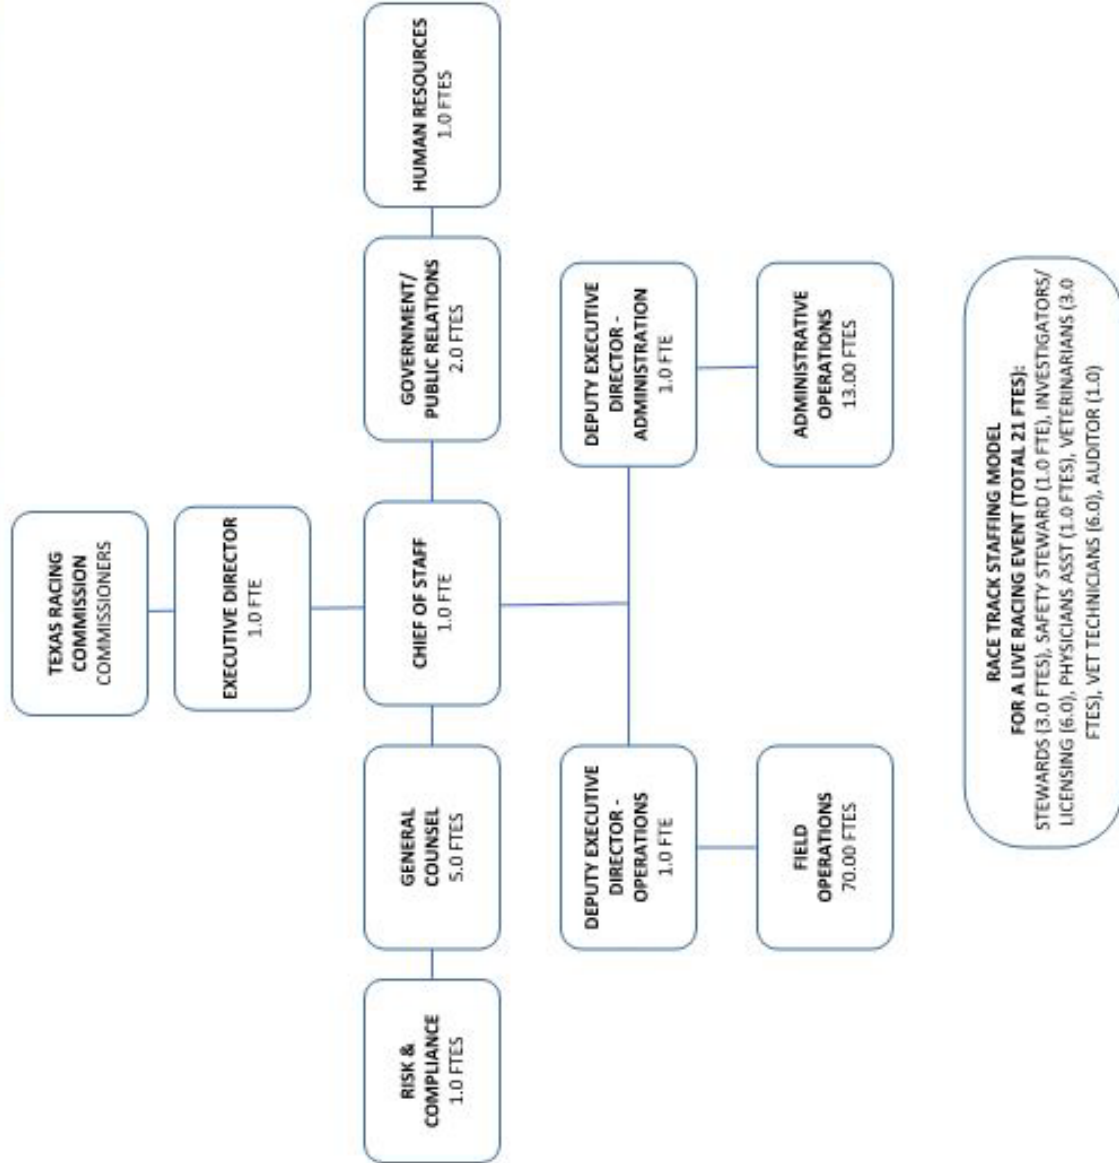 TEXAS RACING
COMMISSION
COMMISSIONERS
EXECUTIVE DIRECTOR
1.0 FTE
RISK &
COMPLIANCE
1.0 FTES
GENERAL
COUNSEL
5.0 FTES
CHIEF OF STAFF
1.0 FTE
GOVERNMENT/
PUBLIC RELATIONS
2.0 FTES
HUMAN RESOURCES
1.0 FTES
DEPUTY EXECUTIVE
DIRECTOR -
OPERATIONS
1.0 FTE
DEPUTY EXECUTIVE
DIRECTOR -
ADMINISTRATION
1.0 FTE
FIELD
OPERATIONS
70.00 FTES
ADMINISTRATIVE
OPERATIONS
13.00 FTES
RACE TRACK STAFFING MODEL
FOR A LIVE RACING EVENT (TOTAL 21 FTES):
STEWARDS (3.0 FTES), SAFETY STEWARD (1.0 FTE), INVESTIGATORS/
LICENSING (6.0), PHYSICIANS ASST (1.0 FTES), VETERINARIANS (3.0
FTES), VET TECHNICIANS (6.0), AUDITOR (1.0)